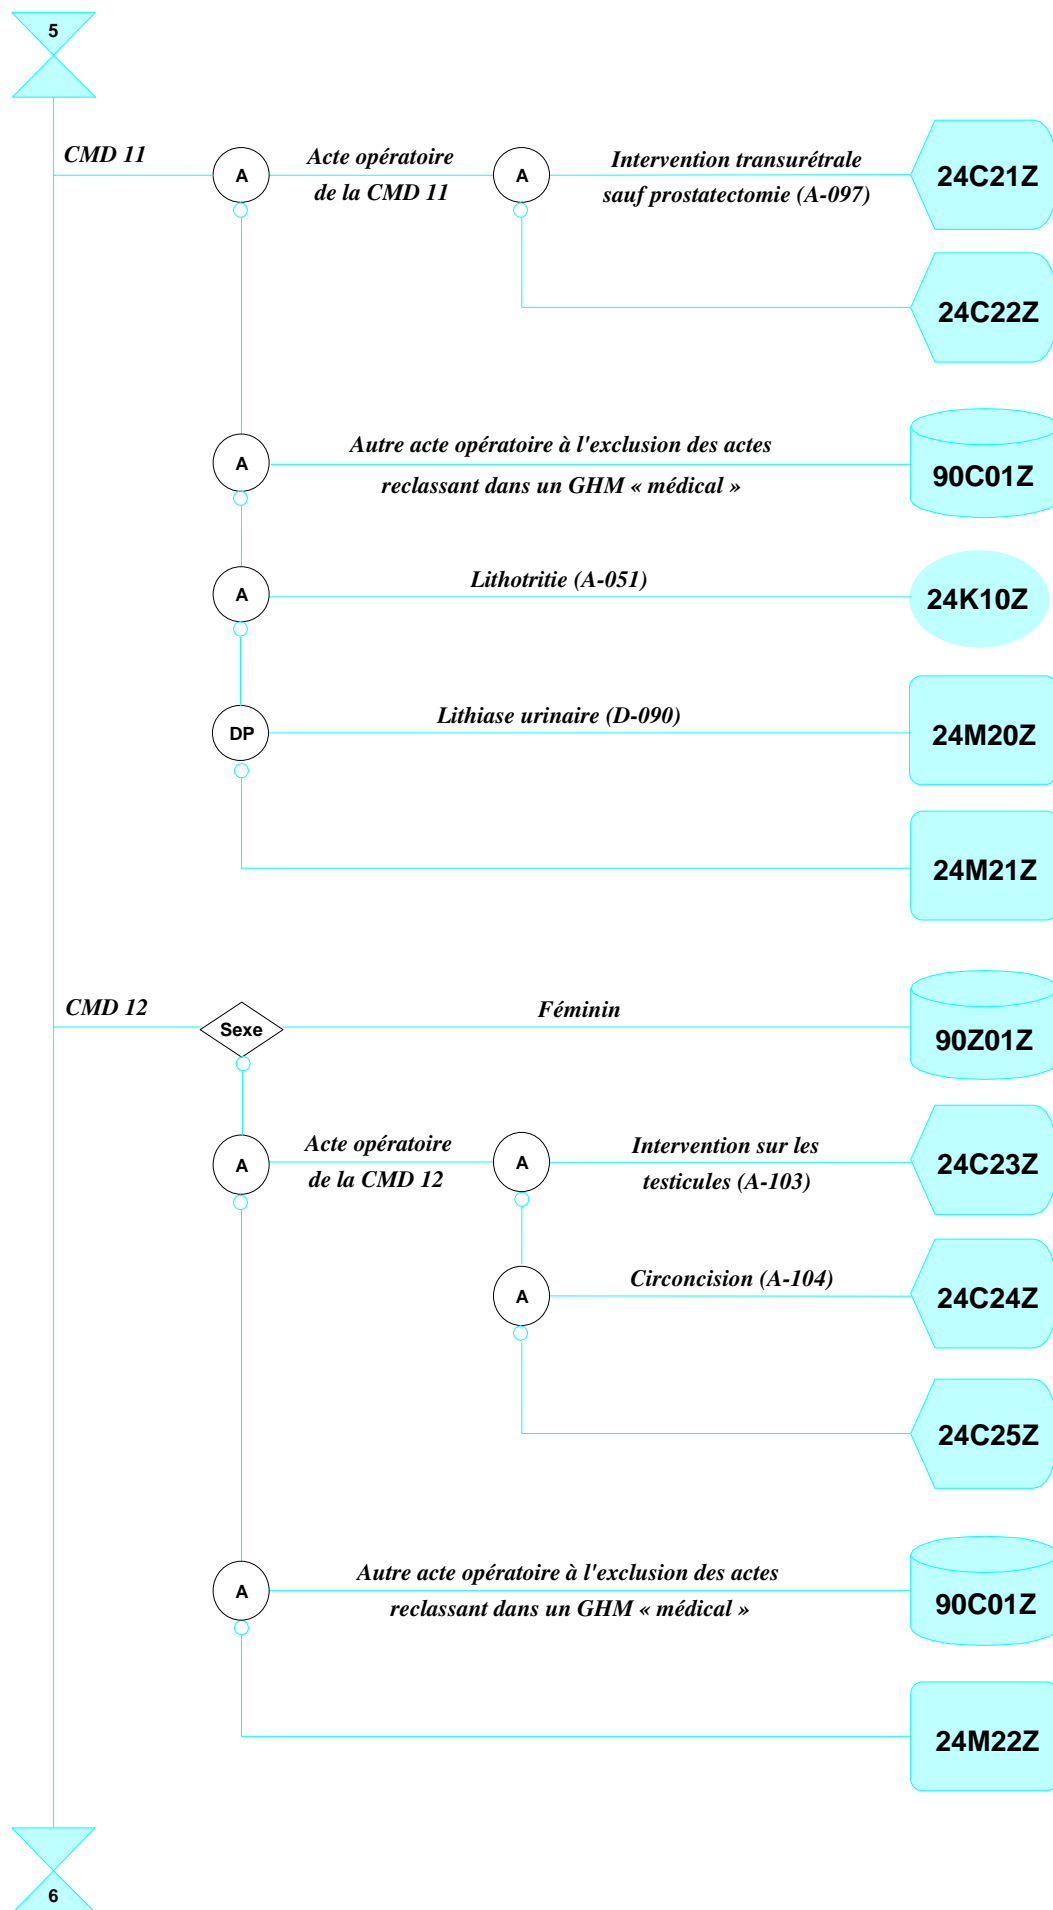 5
CMD 11
A
Acte opératoire
de la CMD 11
A
Intervention transurétrale
sauf prostatectomie (A-097)
24C21Z
24C22Z
A
Autre acte opératoire à l'exclusion des actes
reclassant dans un GHM « médical »
90C01Z
A
Lithotritie (A-051)
24K10Z
DP
Lithiase urinaire (D-090)
24M20Z
24M21Z
CMD 12
Sexe
Féminin
90Z01Z
A
Acte opératoire
de la CMD 12
A
Intervention sur les
testicules (A-103)
24C23Z
A
Circoncision (A-104)
24C24Z
24C25Z
A
Autre acte opératoire à l'exclusion des actes
reclassant dans un GHM « médical »
90C01Z
24M22Z
6